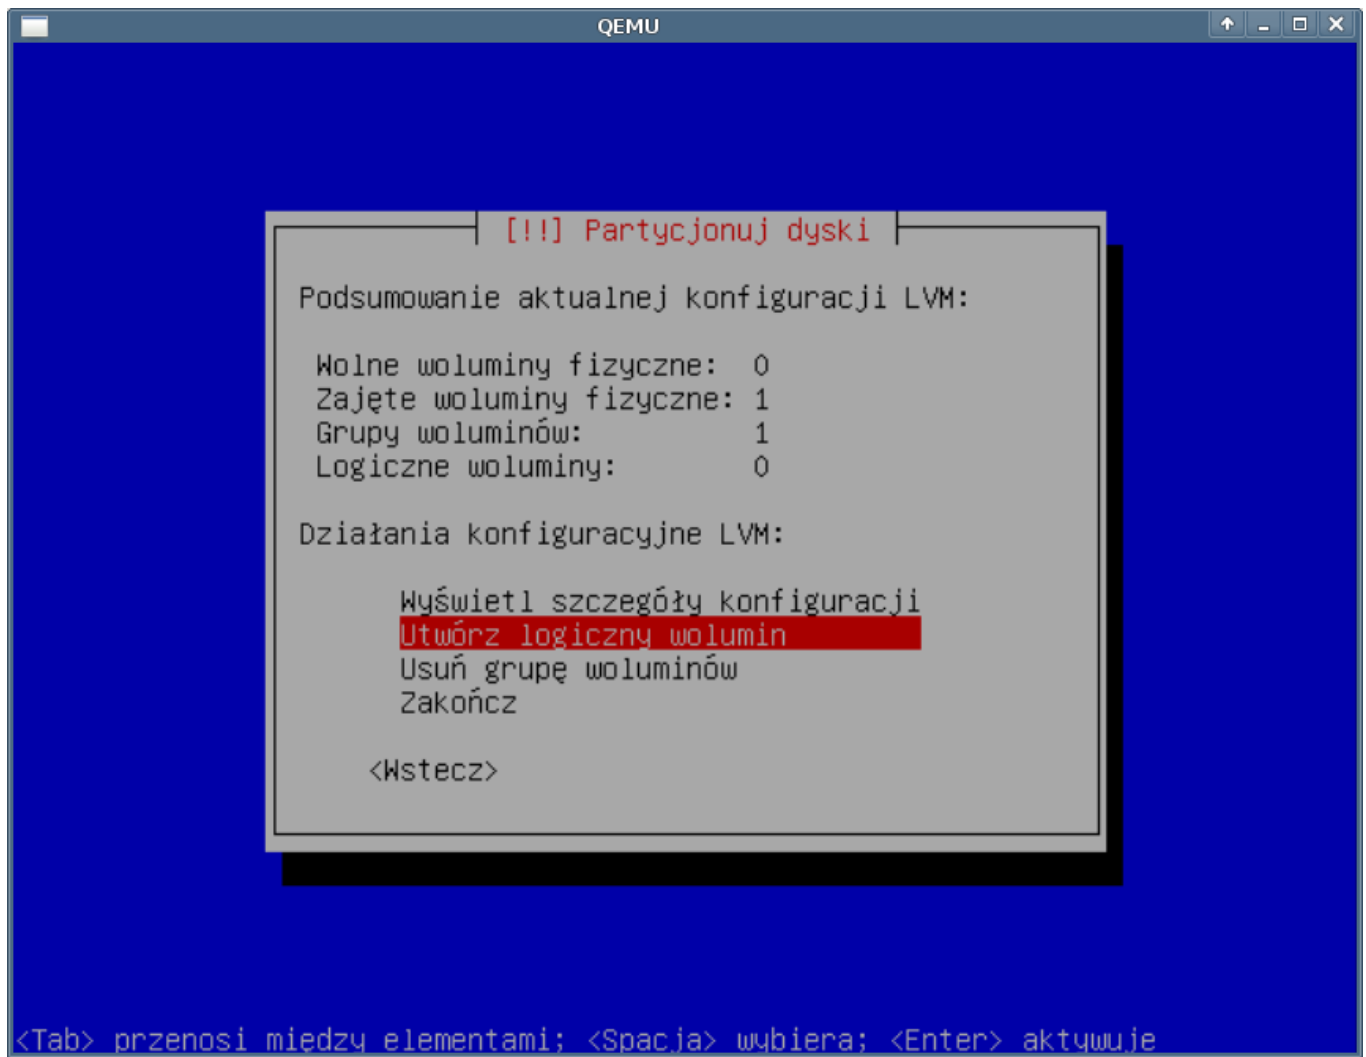 QEMU
[!!] Partycjonuj dyski
Podsumowanie aktualnej konfiguracji LVM:
Wolne woluminy fizyczne: 0
Zajęte woluminy fizyczne: 1
Grupy woluminów: 1
Logiczne woluminy: 0
Działania konfiguracyjne LVM:
Wyświetl szczegóły konfiguracji
Utwórz logiczny wolumin
Usuń grupę woluminów
Zakończ
<Wstecz>
<Tab> przenosi między elementami; <Spacja> wybiera; <Enter> aktywuje